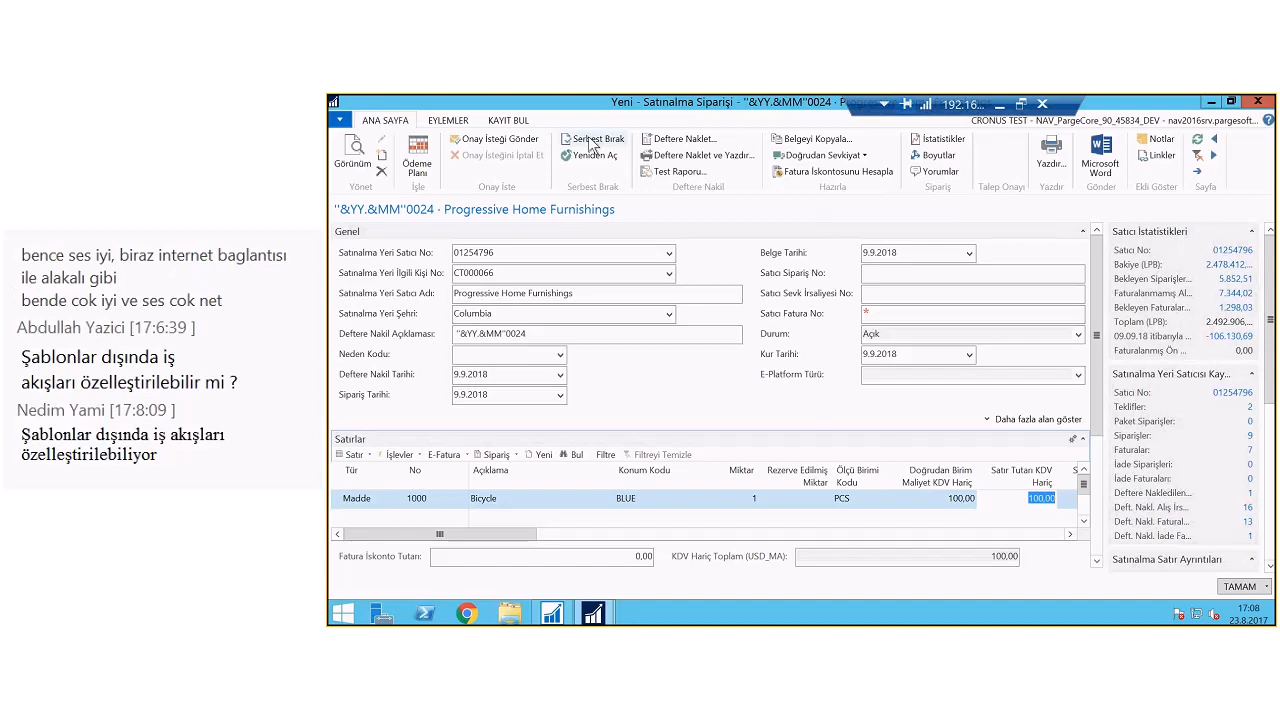 bence ses iyi, biraz internet baglantısı
ile alakalı gibi
bende cok iyi ve ses cok net
Abdullah Yazici [17:6:39 ]
Şablonlar dışında iş
akışları özelleştirilebilir mi ?
Nedim Yami [17:8:09 ]
Şablonlar dışında iş akışları
özelleştirilebiliyor
Yeni - Satınalma Siparişi - "&YY.&MM"0024 · P
192.16...
ANA SAYFA EYLEMLER KAYIT BUL
CRONUS TEST - NAV_PargeCore_90_45834_DEV - nav2016srv.pargesoft...
Görünüm
Yönet
Ödeme
Planı
İşle
Onay İsteği Gönder
Onay İsteğini İptal Et
Onay İste
Serbest Bırak
Yeniden Aç
Serbest Bırak
Deftere Naklet...
Deftere Naklet ve Yazdır...
Test Raporu...
Deftere Nakil
Belgeyi Kopyala...
Doğrudan Sevkiyat
Fatura İskontosunu Hesapla
Hazırla
İstatistikler
Boyutlar
Yorumlar
Sipariş
Talep Onayı
Yazdır...
Yazdır
Microsoft
Word
Gönder
Notlar
Linkler
Ekli Göster
Sayfa
"&YY.&MM"0024 · Progressive Home Furnishings
Genel
Satınalma Yeri Satıcı No: 01254796
Satınalma Yeri İlgili Kişi No: CT000066
Satınalma Yeri Satıcı Adı: Progressive Home Furnishings
Satınalma Yeri Şehri: Columbia
Deftere Nakil Açıklaması: "&YY.&MM"0024
Neden Kodu:
Deftere Nakil Tarihi: 9.9.2018
Sipariş Tarihi: 9.9.2018
Belge Tarihi: 9.9.2018
Satıcı Sipariş No:
Satıcı Sevk İrsaliyesi No:
Satıcı Fatura No: *
Durum: Açık
Kur Tarihi: 9.9.2018
E-Platform Türü:
Daha fazla alan göster
Satırlar
Satır İşlevler E-Fatura Sipariş Yeni Bul Filtre Filtreyi Temizle
Tür No Açıklama Konum Kodu Miktar Rezerve Edilmiş Ölçü Birimi Doğrudan Birim Satır Tutarı KDV S
Miktar Kodu Maliyet KDV Hariç Hariç
Madde 1000 Bicycle BLUE 1 PCS 100,00 100,00
Fatura İskonto Tutarı: 0,00 KDV Hariç Toplam (USD_MA): 100,00
Satıcı İstatistikleri
Satıcı No: 01254796
Bakiye (LPB): 2.478.412,...
Bekleyen Siparişler... 5.852,51
Faturalanmamış Al... 7.344,02
Bekleyen Faturalar... 1.298,03
Toplam (LPB): 2.492.906,...
09.09.18 itibarıyla ... -106.130,69
Faturalanmış Ön ... 0,00
Satınalma Yeri Satıcısı Kay...
Satıcı No: 01254796
Teklifler: 2
Paket Siparişler: 0
Siparişler: 9
Faturalar: 7
İade Siparişleri: 0
İade Faturaları: 0
Deftere Nakledilen... 1
Deft. Nakl. Alış İrs... 16
Deft. Nakl. Fatural... 13
Deft. Nakl. İade Fa... 1
Satınalma Satır Ayrıntıları
TAMAM
17:08
23.8.2017